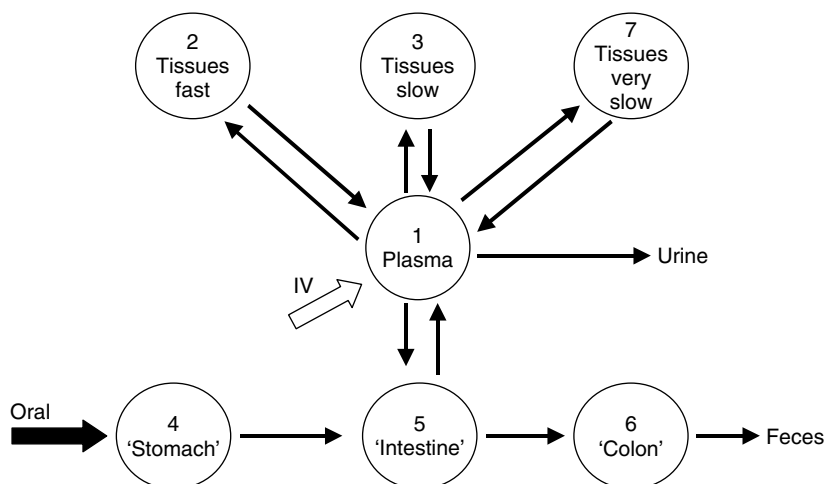 2
Tissues
fast
3
Tissues
slow
7
Tissues
very
slow
1
Plasma
Urine
IV
Oral
4
‘Stomach’
5
‘Intestine’
6
‘Colon’
Feces